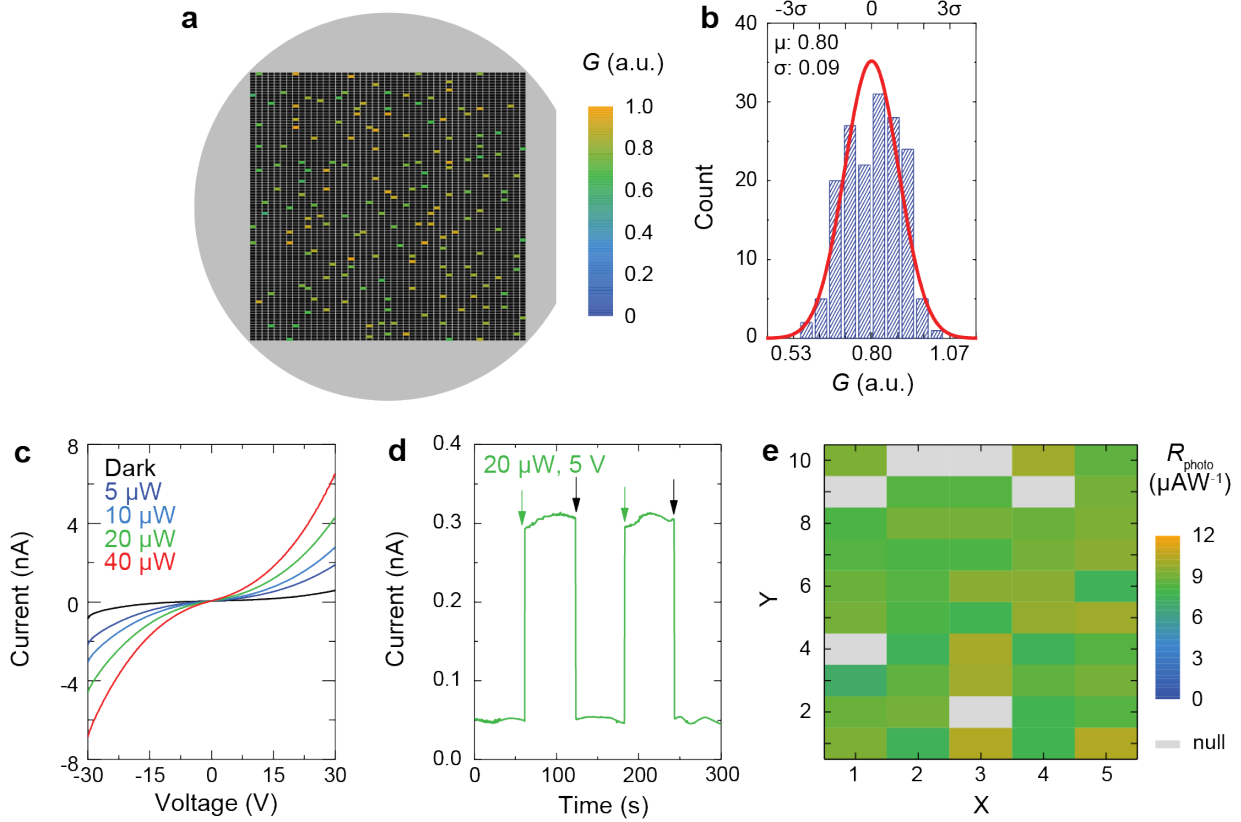 a
G (a.u.)
1.0
0.8
0.6
0.4
0.2
0
b
-3σ 0 3σ
μ: 0.80
σ: 0.09
40
30
20
10
0
Count
0.53 0.80 1.07
G (a.u.)
c
Dark
5 μW
10 μW
20 μW
40 μW
8
4
0
-4
-8
Current (nA)
-30 -15 0 15 30
Voltage (V)
d
20 μW, 5 V
0.4
0.3
0.2
0.1
0.0
Current (nA)
0 100 200 300
Time (s)
e
10
8
6
4
2
Y
1 2 3 4 5
X
Rphoto
(μAW-1)
12
9
6
3
0
null